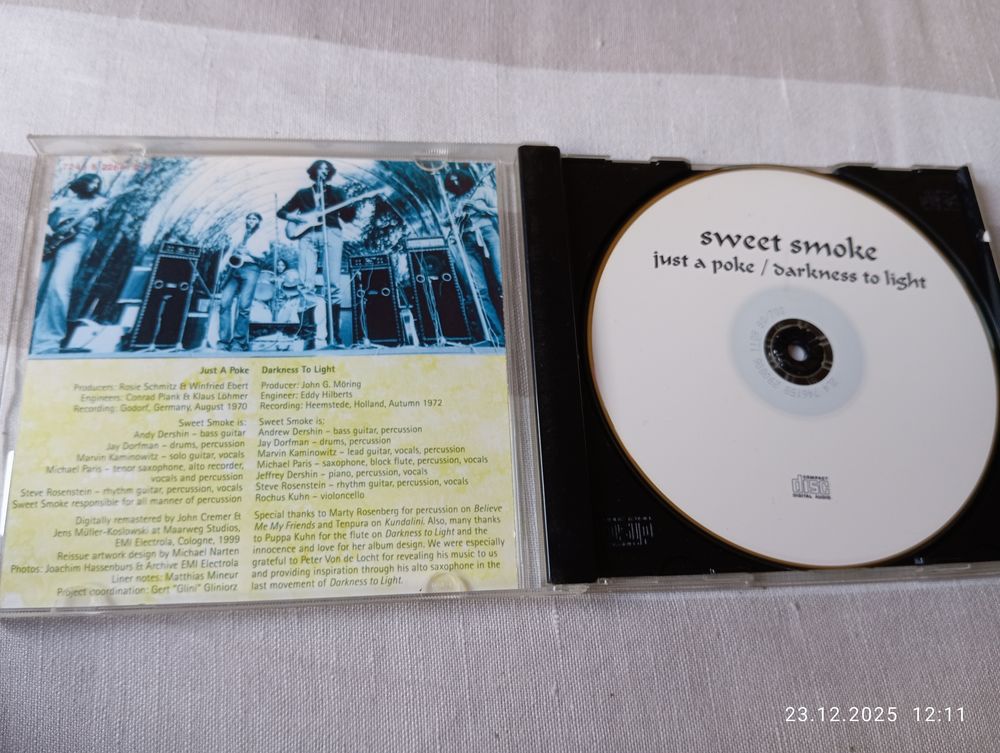 Just A Poke
Producers: Rosie Schmitz & Winfried Ebert
Engineers: Conrad Plank & Klaus Löhmer
Recording: Godorf, Germany, August 1970
Sweet Smoke is:
Andy Dershin – bass guitar
Jay Dorfman – drums, percussion
Marvin Kaminowitz – solo guitar, vocals
Michael Paris – tenor saxophone, alto recorder,
vocals and percussion
Steve Rosenstein – rhythm guitar, percussion, vocals
Sweet Smoke responsible for all manner of percussion
Digitally remastered by John Cremer &
Jens Müller-Koslowski at Maarweg Studios,
EMI Electrola, Cologne, 1999
Reissue artwork design by Michael Narten
Photos: Joachim Hassenburs & Archive EMI Electrola
Liner notes: Matthias Mineur
Project coordination: Gert "Glini" Gliniorz
Darkness To Light
Producer: John G. Möring
Engineer: Eddy Hilberts
Recording: Heemstede, Holland, Autumn 1972
Sweet Smoke is:
Andrew Dershin – bass guitar, percussion
Jay Dorfman – drums, percussion
Marvin Kaminowitz – lead guitar, vocals, percussion
Michael Paris – saxophone, block flute, percussion, vocals
Jeffrey Dershin – piano, percussion, vocals
Steve Rosenstein – rhythm guitar, percussion, vocals
Rochus Kuhn – violoncello
Special thanks to Marty Rosenberg for percussion on Believe
Me My Friends and Tenpura on Kundalini. Also, many thanks
to Puppa Kuhn for the flute on Darkness to Light and the
innocence and love for her album design. We were especially
grateful to Peter Von de Locht for revealing his music to us
and providing inspiration through his alto saxophone in the
last movement of Darkness to Light.
sweet smoke
just a poke / darkness to light
COMPACT
disc
DIGITAL AUDIO
23.12.2025 12:11